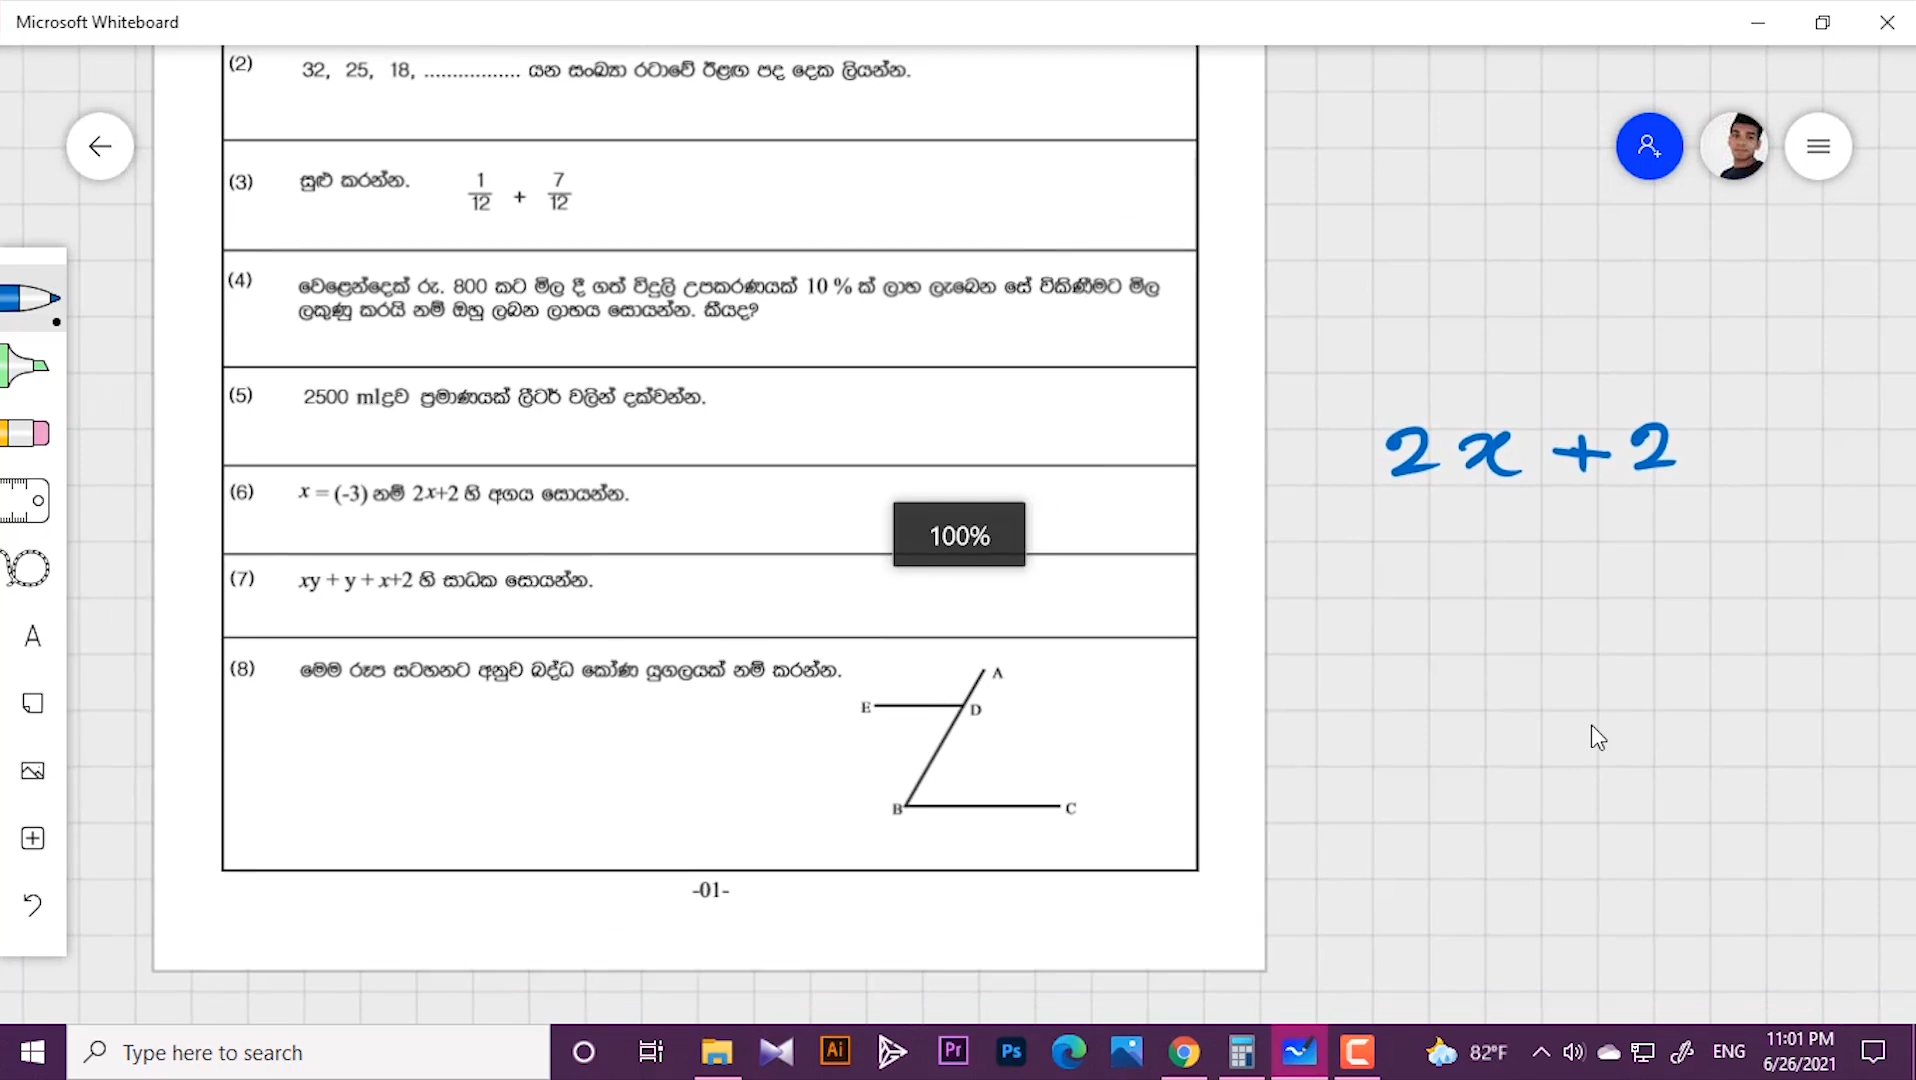 Microsoft Whiteboard
(2) 32, 25, 18, ................. යන සංඛ්‍යා රටාවේ ඊළඟ පද දෙක ලියන්න.
(3) සුළු කරන්න. 1/12 + 7/12
(4) වෙළෙන්දෙක් රු. 800 කට මිල දී ගත් විදුලි උපකරණයක් 10 % ක් ලාභ ලැබෙන සේ විකිණීමට මිල
ලකුණු කරයි නම් ඔහු ලබන ලාභය සොයන්න. කීයද?
(5) 2500 mlද්‍රව ප්‍රමාණයක් ලීටර් වලින් දක්වන්න.
2x + 2
(6) x = (-3) නම් 2x+2 හි අගය සොයන්න.
100%
(7) xy + y + x+2 හි සාධක සොයන්න.
(8) මෙම රූප සටහනට අනුව බද්ධ කෝණ යුගලයක් නම් කරන්න.
A
E D
B C
-01-
Type here to search
Ai Pr Ps 82°F ENG 11:01 PM
6/26/2021